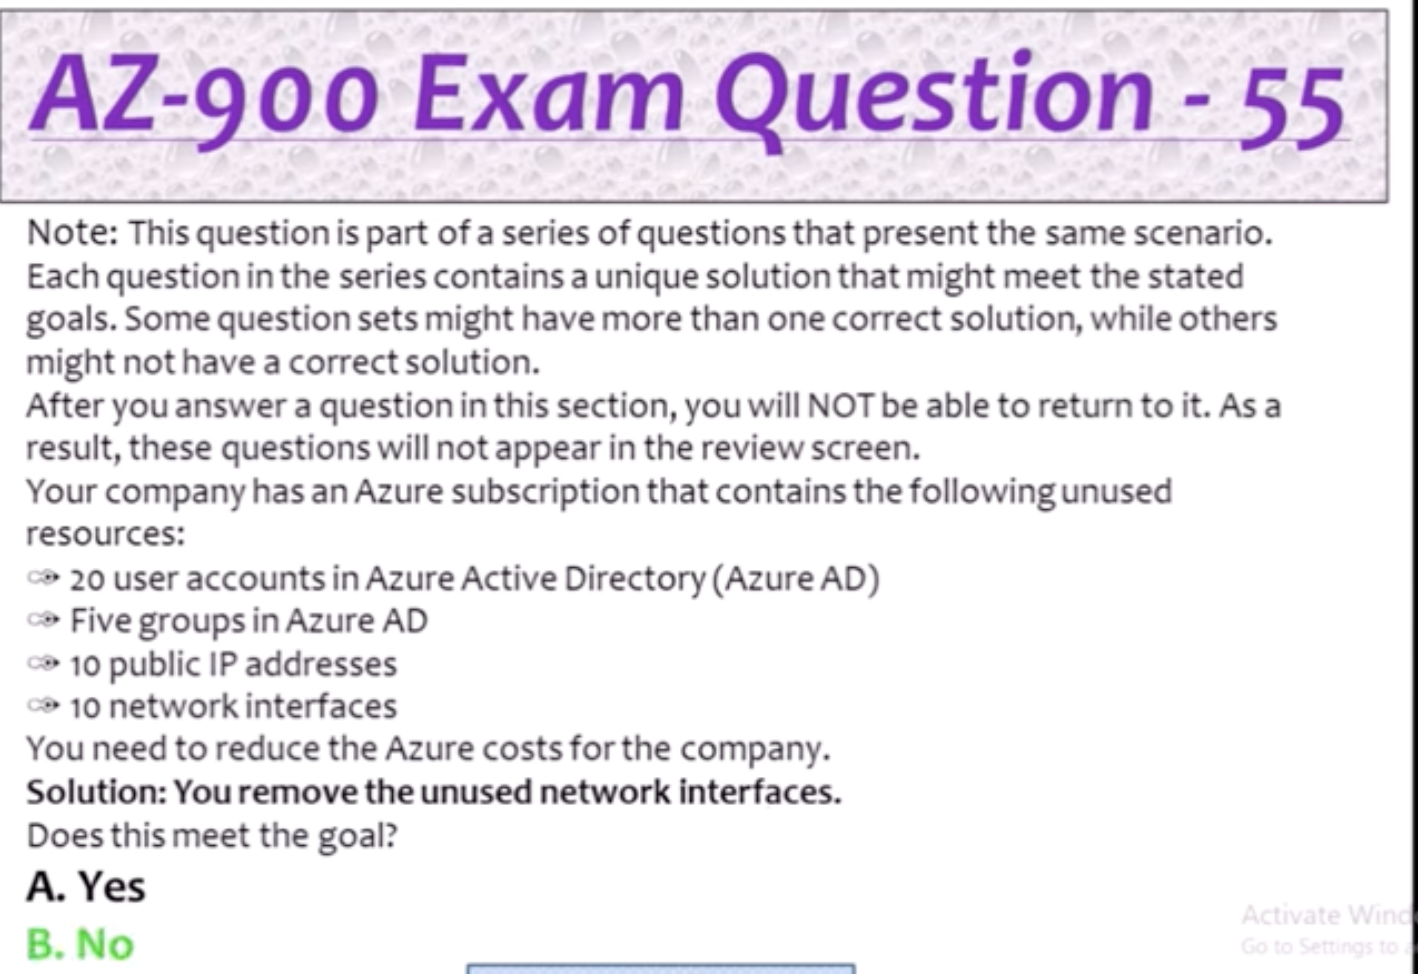 AZ-900 Exam Question - 55
Note: This question is part of a series of questions that present the same scenario.
Each question in the series contains a unique solution that might meet the stated
goals. Some question sets might have more than one correct solution, while others
might not have a correct solution.
After you answer a question in this section, you will NOT be able to return to it. As a
result, these questions will not appear in the review screen.
Your company has an Azure subscription that contains the following unused
resources:
20 user accounts in Azure Active Directory (Azure AD)
Five groups in Azure AD
10 public IP addresses
10 network interfaces
You need to reduce the Azure costs for the company.
Solution: You remove the unused network interfaces.
Does this meet the goal?
A. Yes
B. No
Activate Wind
Go to Settings to a